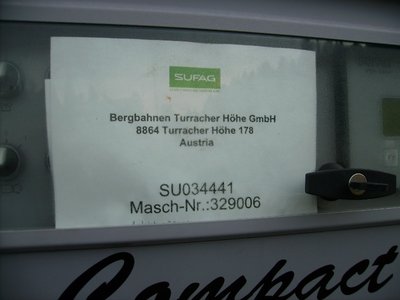 SUFAG
Bergbahnen Turracher Höhe GmbH
8864 Turracher Höhe 178
Austria
SU034441
Masch-Nr.:329006
Compact